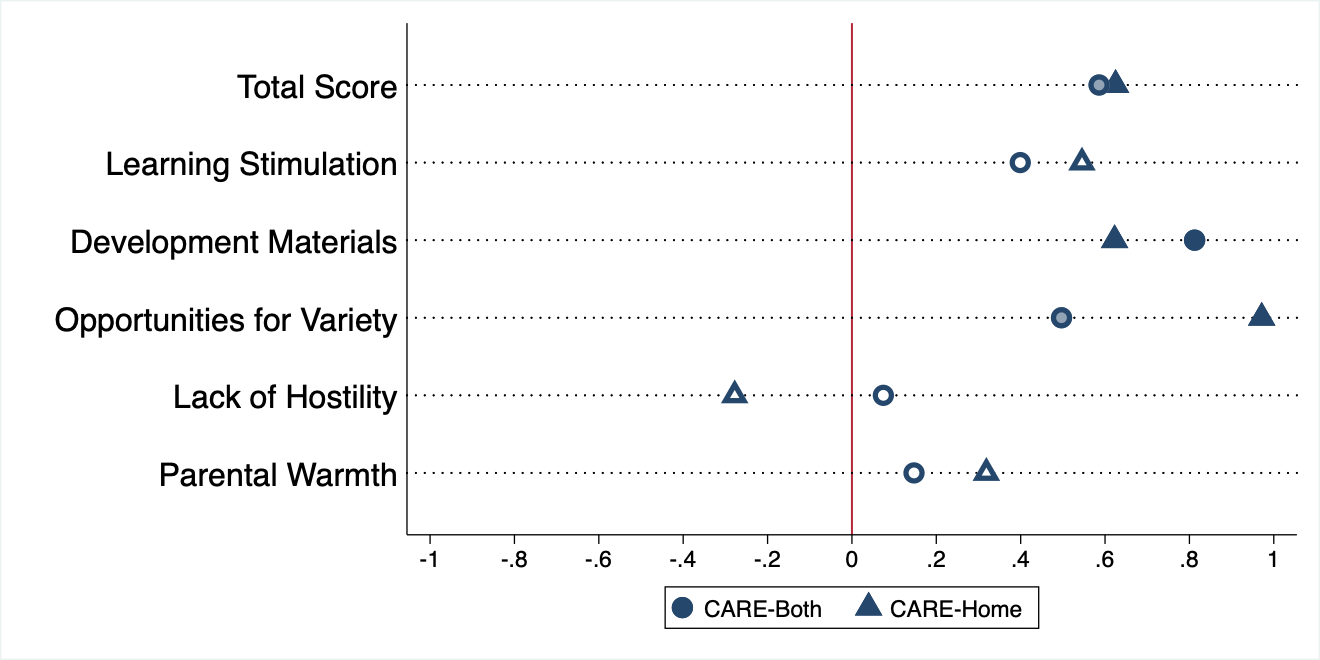 Total Score
Learning Stimulation
Development Materials
Opportunities for Variety
Lack of Hostility
Parental Warmth
-1 -.8 -.6 -.4 -.2 0 .2 .4 .6 .8 1
CARE-Both CARE-Home